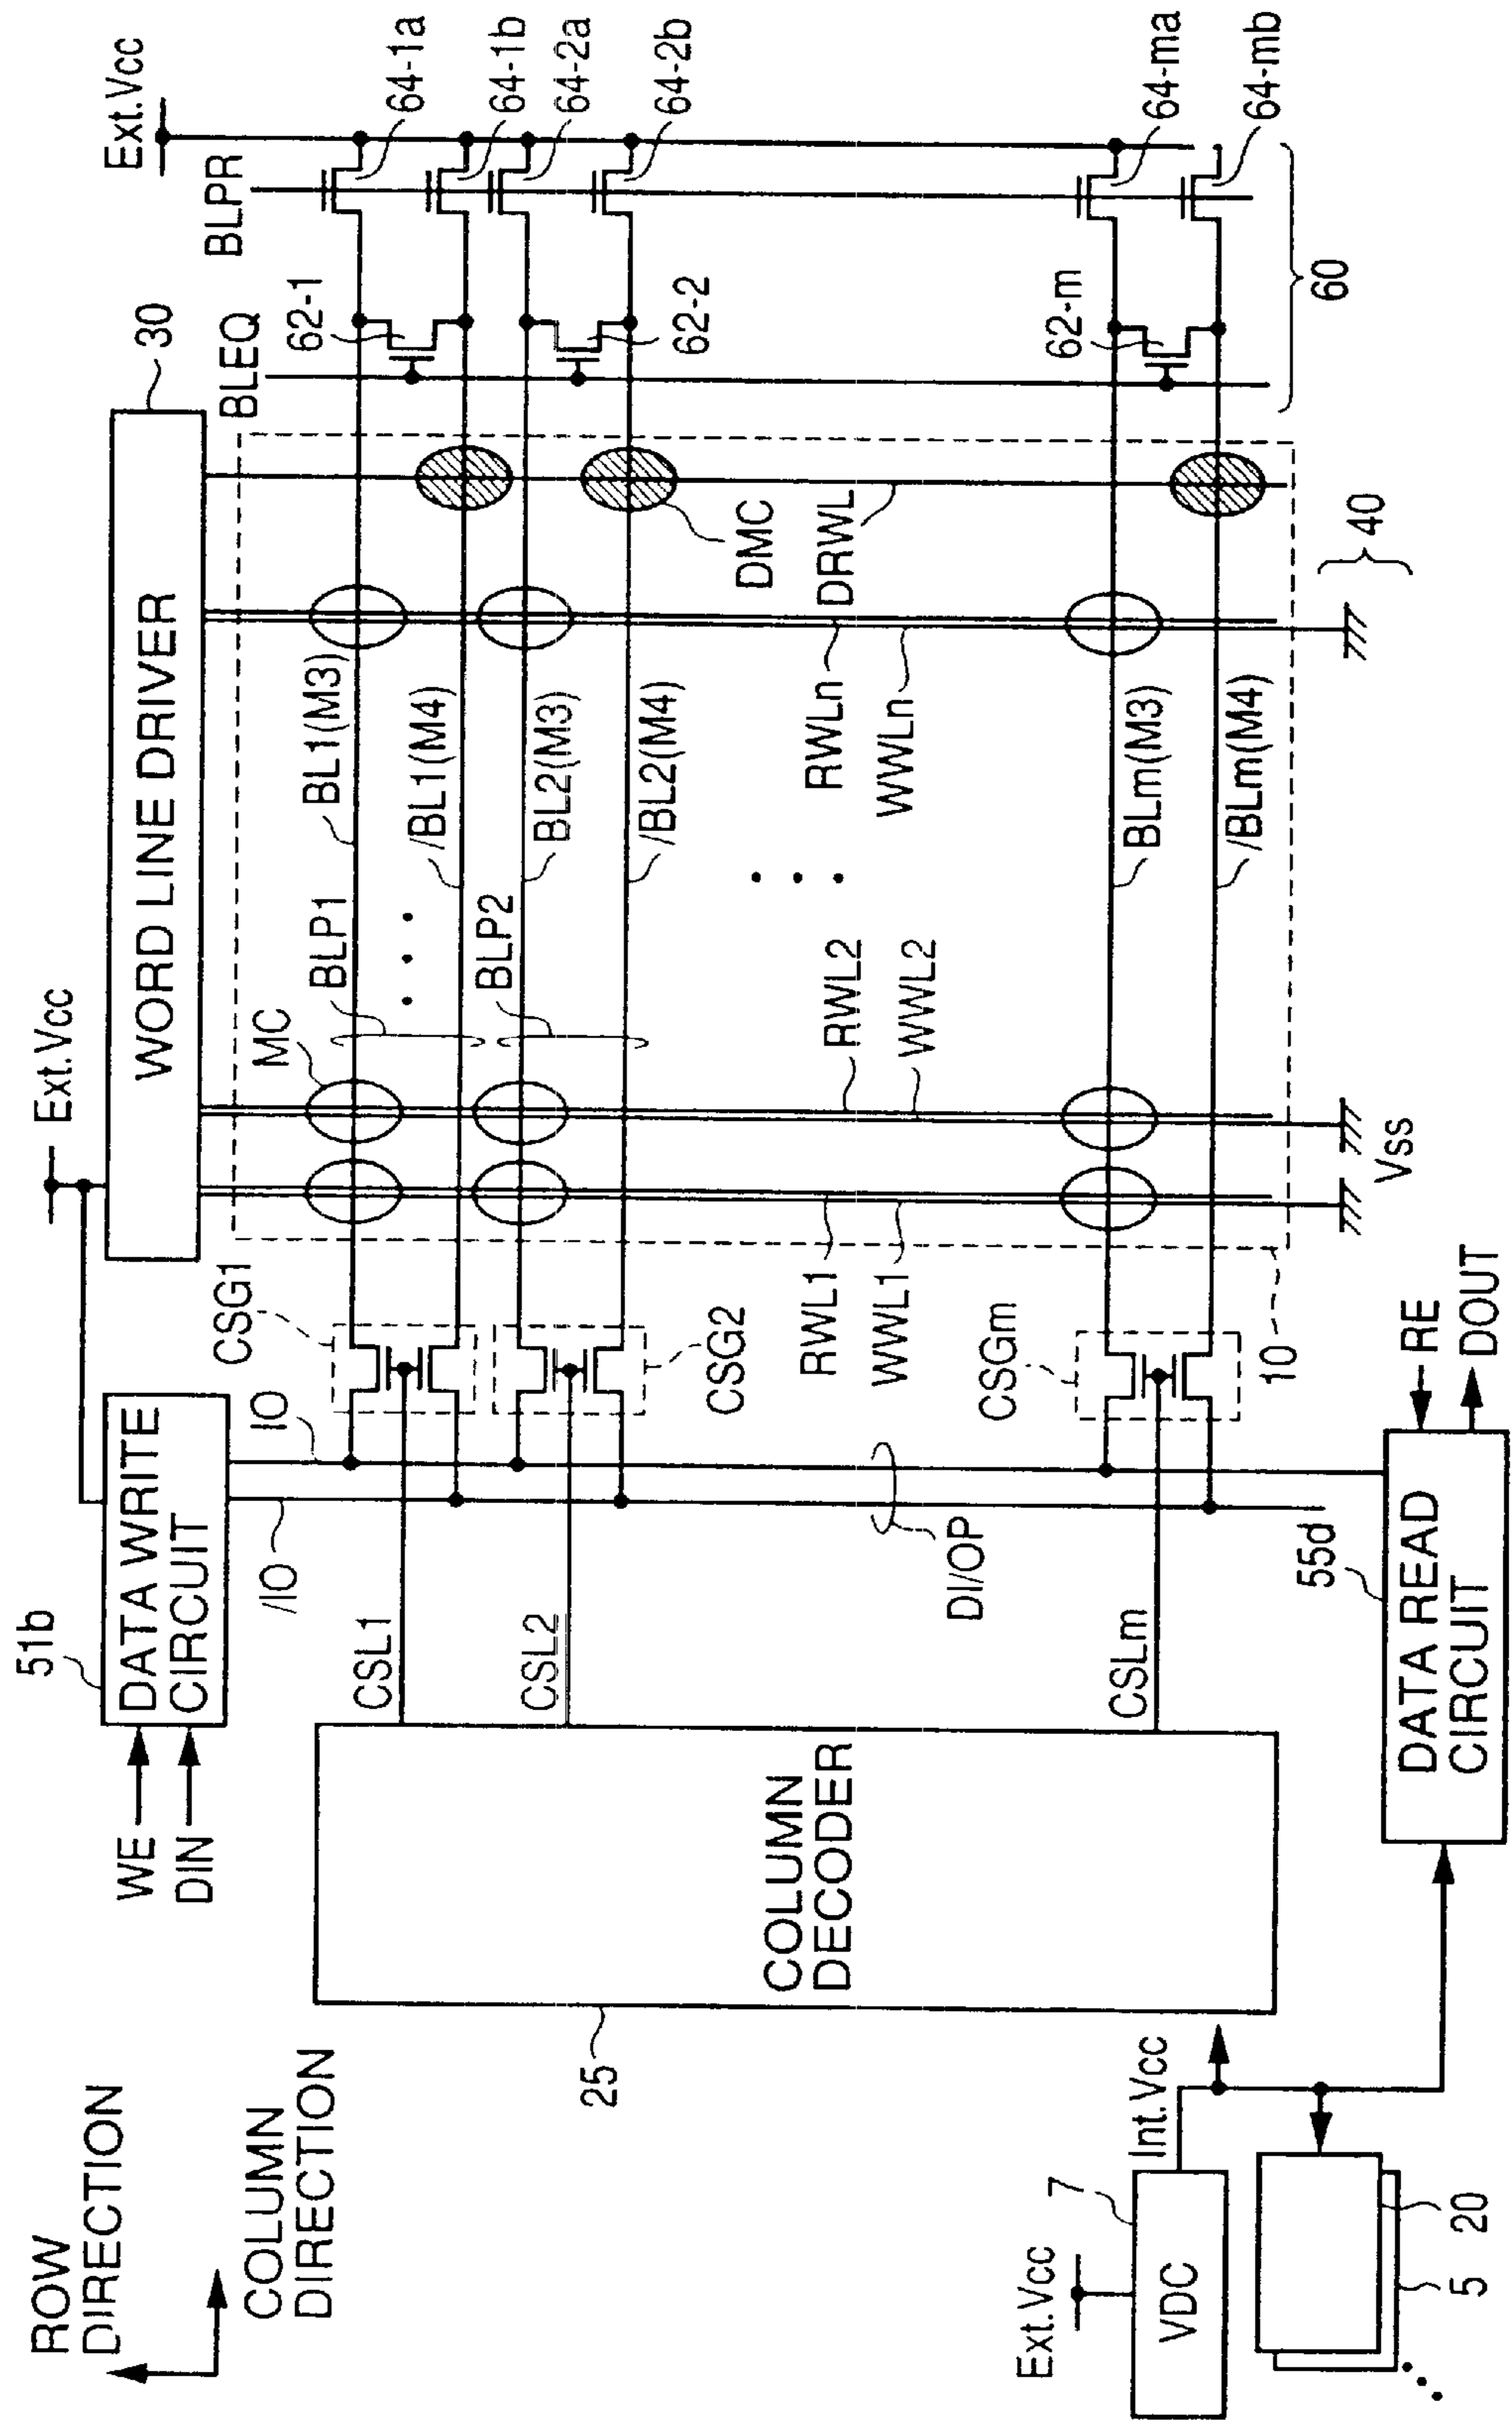 ROW
DIRECTION
COLUMN
DIRECTION
51b
WE
DIN
DATA WRITE
CIRCUIT
/IO
IO
Ext.Vcc
WORD LINE DRIVER
30
Ext.Vcc
BLPR
BLEQ
64-1a
64-1b
64-2a
64-2b
64-ma
64-mb
62-1
62-2
62-m
60
CSG1
CSG2
CSGm
MC
BLP1
BLP2
BL1(M3)
/BL1(M4)
BL2(M3)
/BL2(M4)
BLm(M3)
/BLm(M4)
DMC
DRWL
RWLn
WWLn
RWL2
WWL2
RWL1
WWL1
40
Vss
10
CSL1
CSL2
CSLm
DI/OP
COLUMN
DECODER
25
Ext.Vcc
7
VDC
Int.Vcc
20
5
55d
DATA READ
CIRCUIT
RE
DOUT